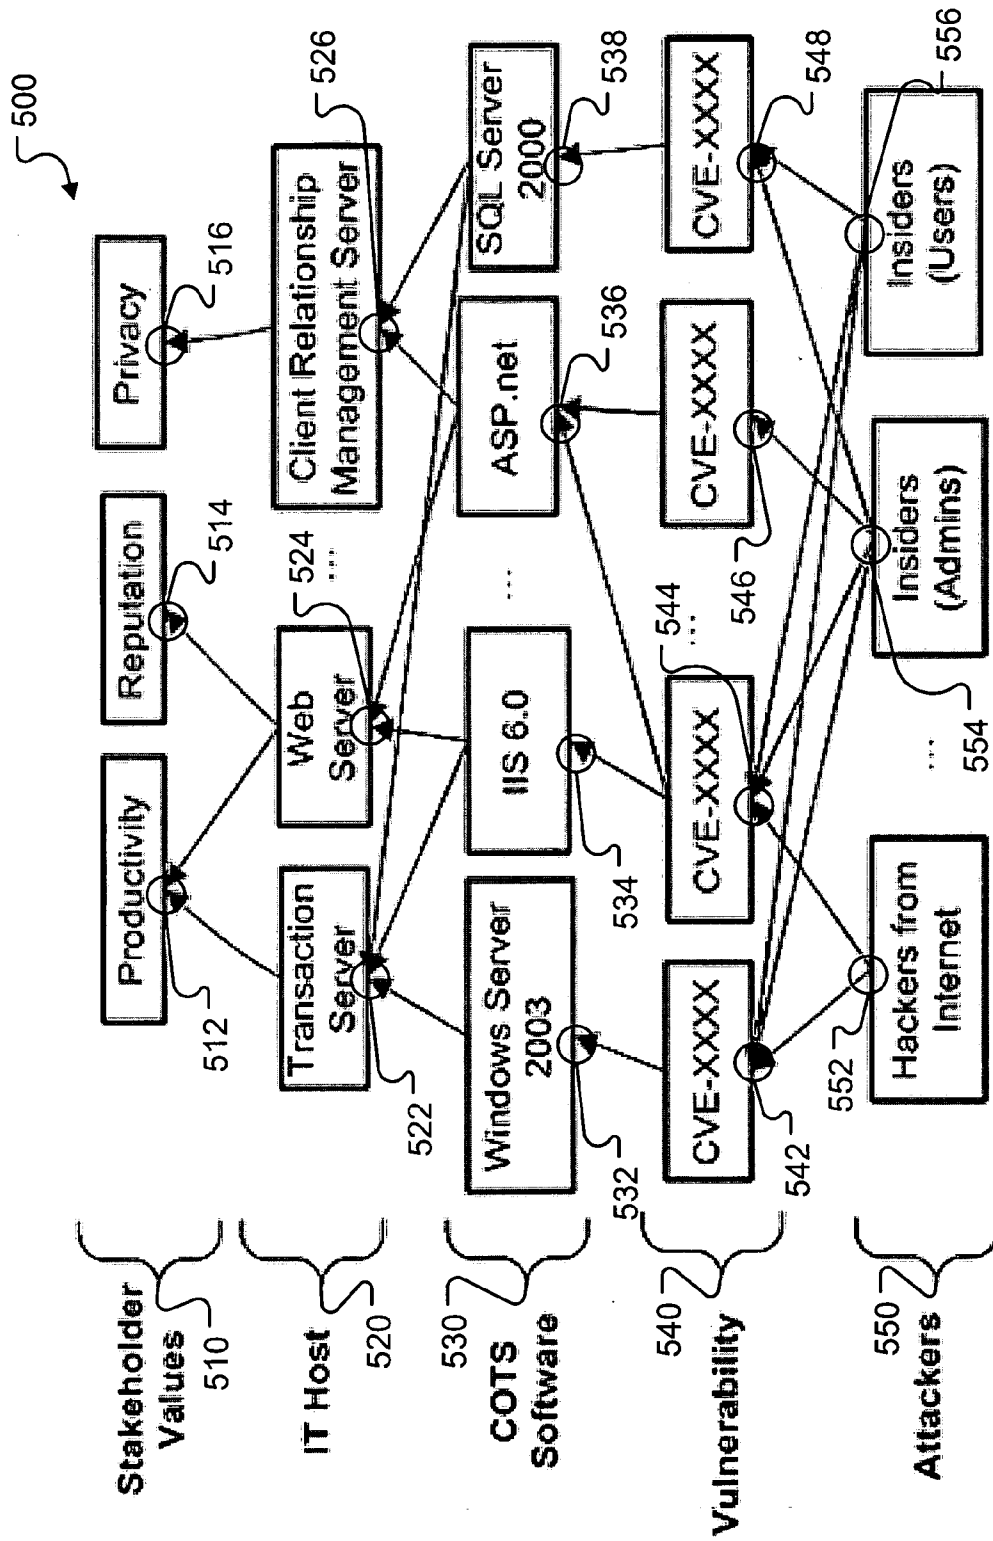 500
Stakeholder
Values
510
Productivity
512
Reputation
514
Privacy
516
IT Host
520
Transaction
Server
522
Web
Server
524
...
Client Relationship
Management Server
526
COTS
Software
530
Windows Server
2003
532
IIS 6.0
534
...
ASP.net
536
SQL Server
2000
538
Vulnerability
540
CVE-XXXX
542
CVE-XXXX
544
...
CVE-XXXX
546
CVE-XXXX
548
Attackers
550
Hackers from
Internet
552
...
Insiders
(Admins)
554
Insiders
(Users)
556